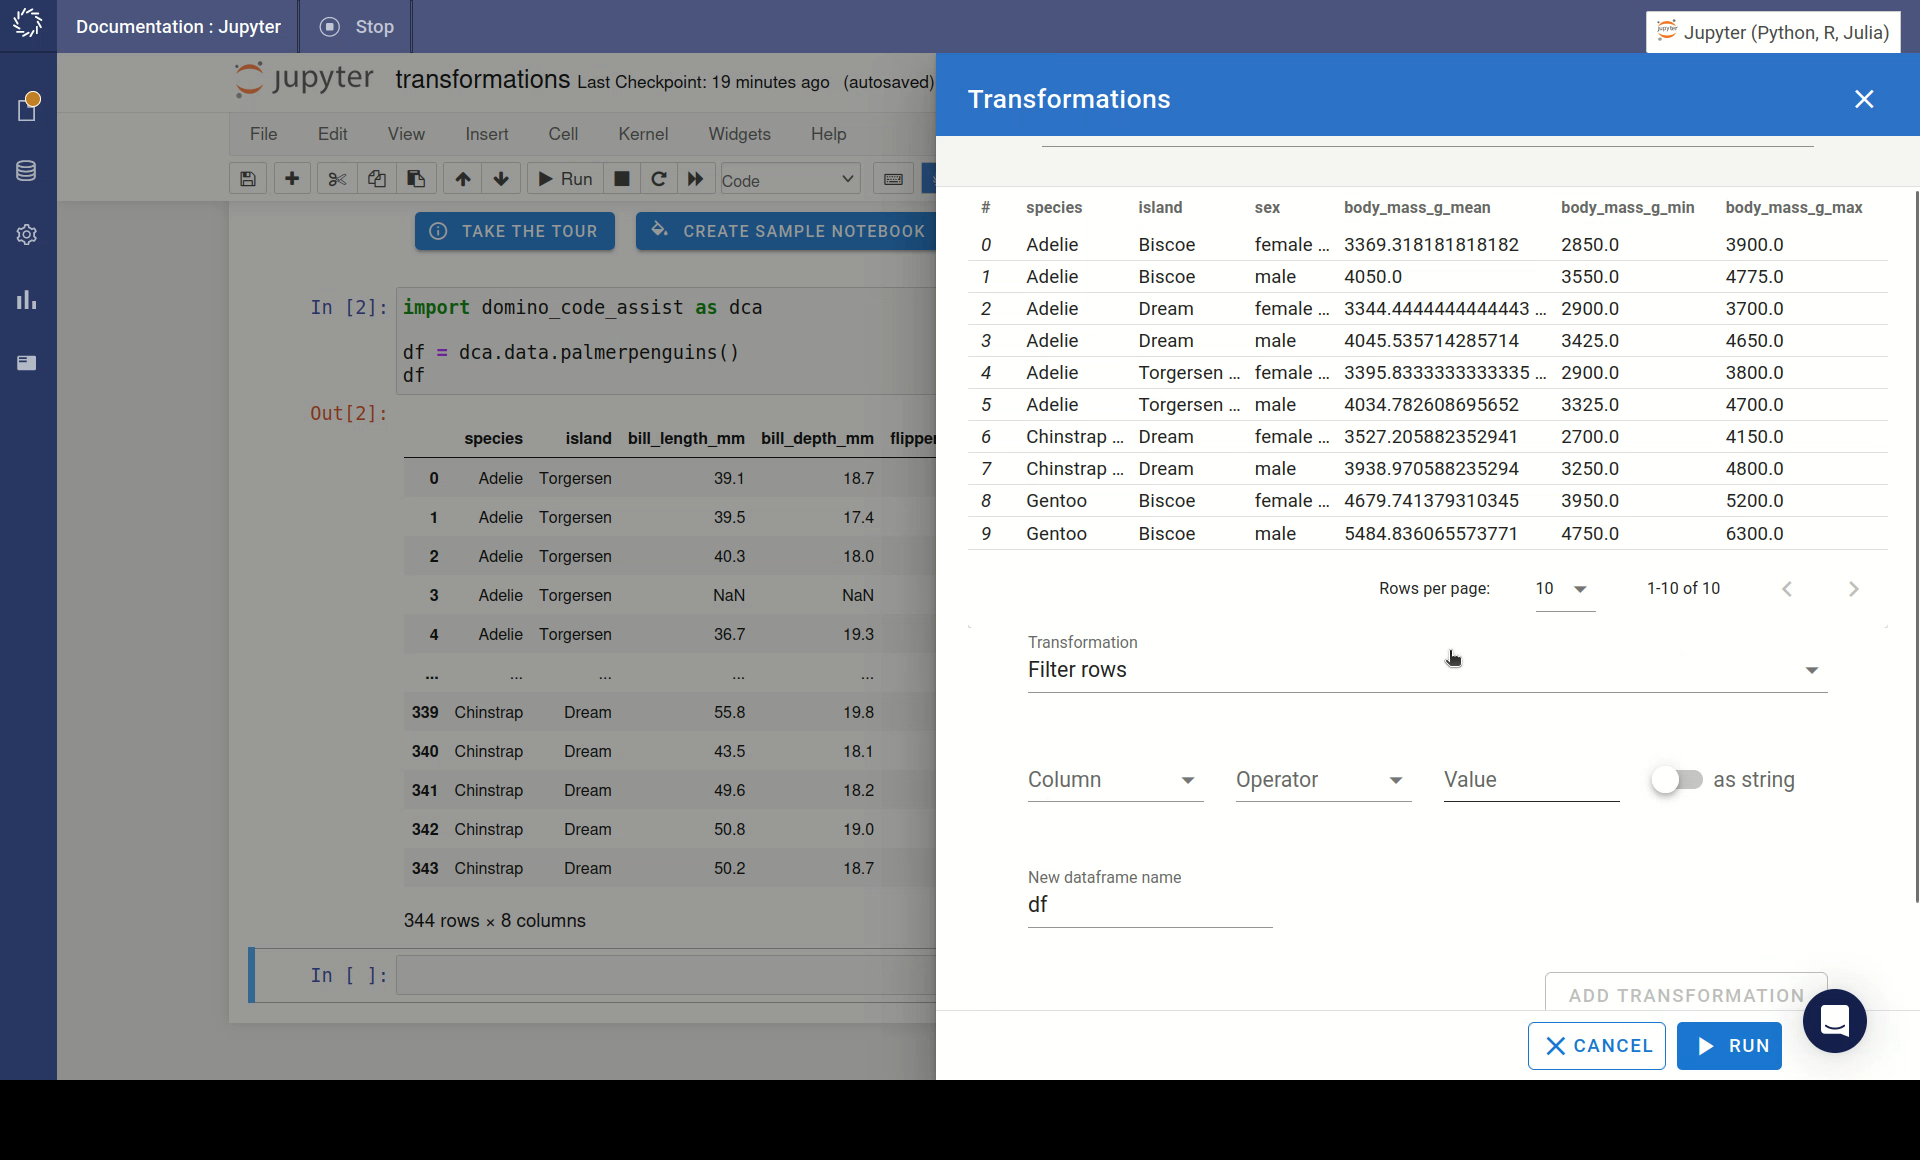 Documentation : Jupyter
Stop
Jupyter (Python, R, Julia)
jupyter transformations Last Checkpoint: 19 minutes ago (autosaved)
File Edit View Insert Cell Kernel Widgets Help
Run Code
TAKE THE TOUR
CREATE SAMPLE NOTEBOOK
In [2]:
import domino_code_assist as dca
df = dca.data.palmerpenguins()
df
Out[2]:
species island bill_length_mm bill_depth_mm flipper
0 Adelie Torgersen 39.1 18.7
1 Adelie Torgersen 39.5 17.4
2 Adelie Torgersen 40.3 18.0
3 Adelie Torgersen NaN NaN
4 Adelie Torgersen 36.7 19.3
... ... ... ... ...
339 Chinstrap Dream 55.8 19.8
340 Chinstrap Dream 43.5 18.1
341 Chinstrap Dream 49.6 18.2
342 Chinstrap Dream 50.8 19.0
343 Chinstrap Dream 50.2 18.7
344 rows × 8 columns
In [ ]:
Transformations
# species island sex body_mass_g_mean body_mass_g_min body_mass_g_max
0 Adelie Biscoe female ... 3369.318181818182 2850.0 3900.0
1 Adelie Biscoe male 4050.0 3550.0 4775.0
2 Adelie Dream female ... 3344.4444444444443 ... 2900.0 3700.0
3 Adelie Dream male 4045.535714285714 3425.0 4650.0
4 Adelie Torgersen ... female ... 3395.8333333333335 ... 2900.0 3800.0
5 Adelie Torgersen ... male 4034.782608695652 3325.0 4700.0
6 Chinstrap ... Dream female ... 3527.205882352941 2700.0 4150.0
7 Chinstrap ... Dream male 3938.970588235294 3250.0 4800.0
8 Gentoo Biscoe female ... 4679.741379310345 3950.0 5200.0
9 Gentoo Biscoe male 5484.836065573771 4750.0 6300.0
Rows per page: 10 1-10 of 10
Transformation
Filter rows
Column Operator Value as string
New dataframe name
df
ADD TRANSFORMATION
CANCEL RUN